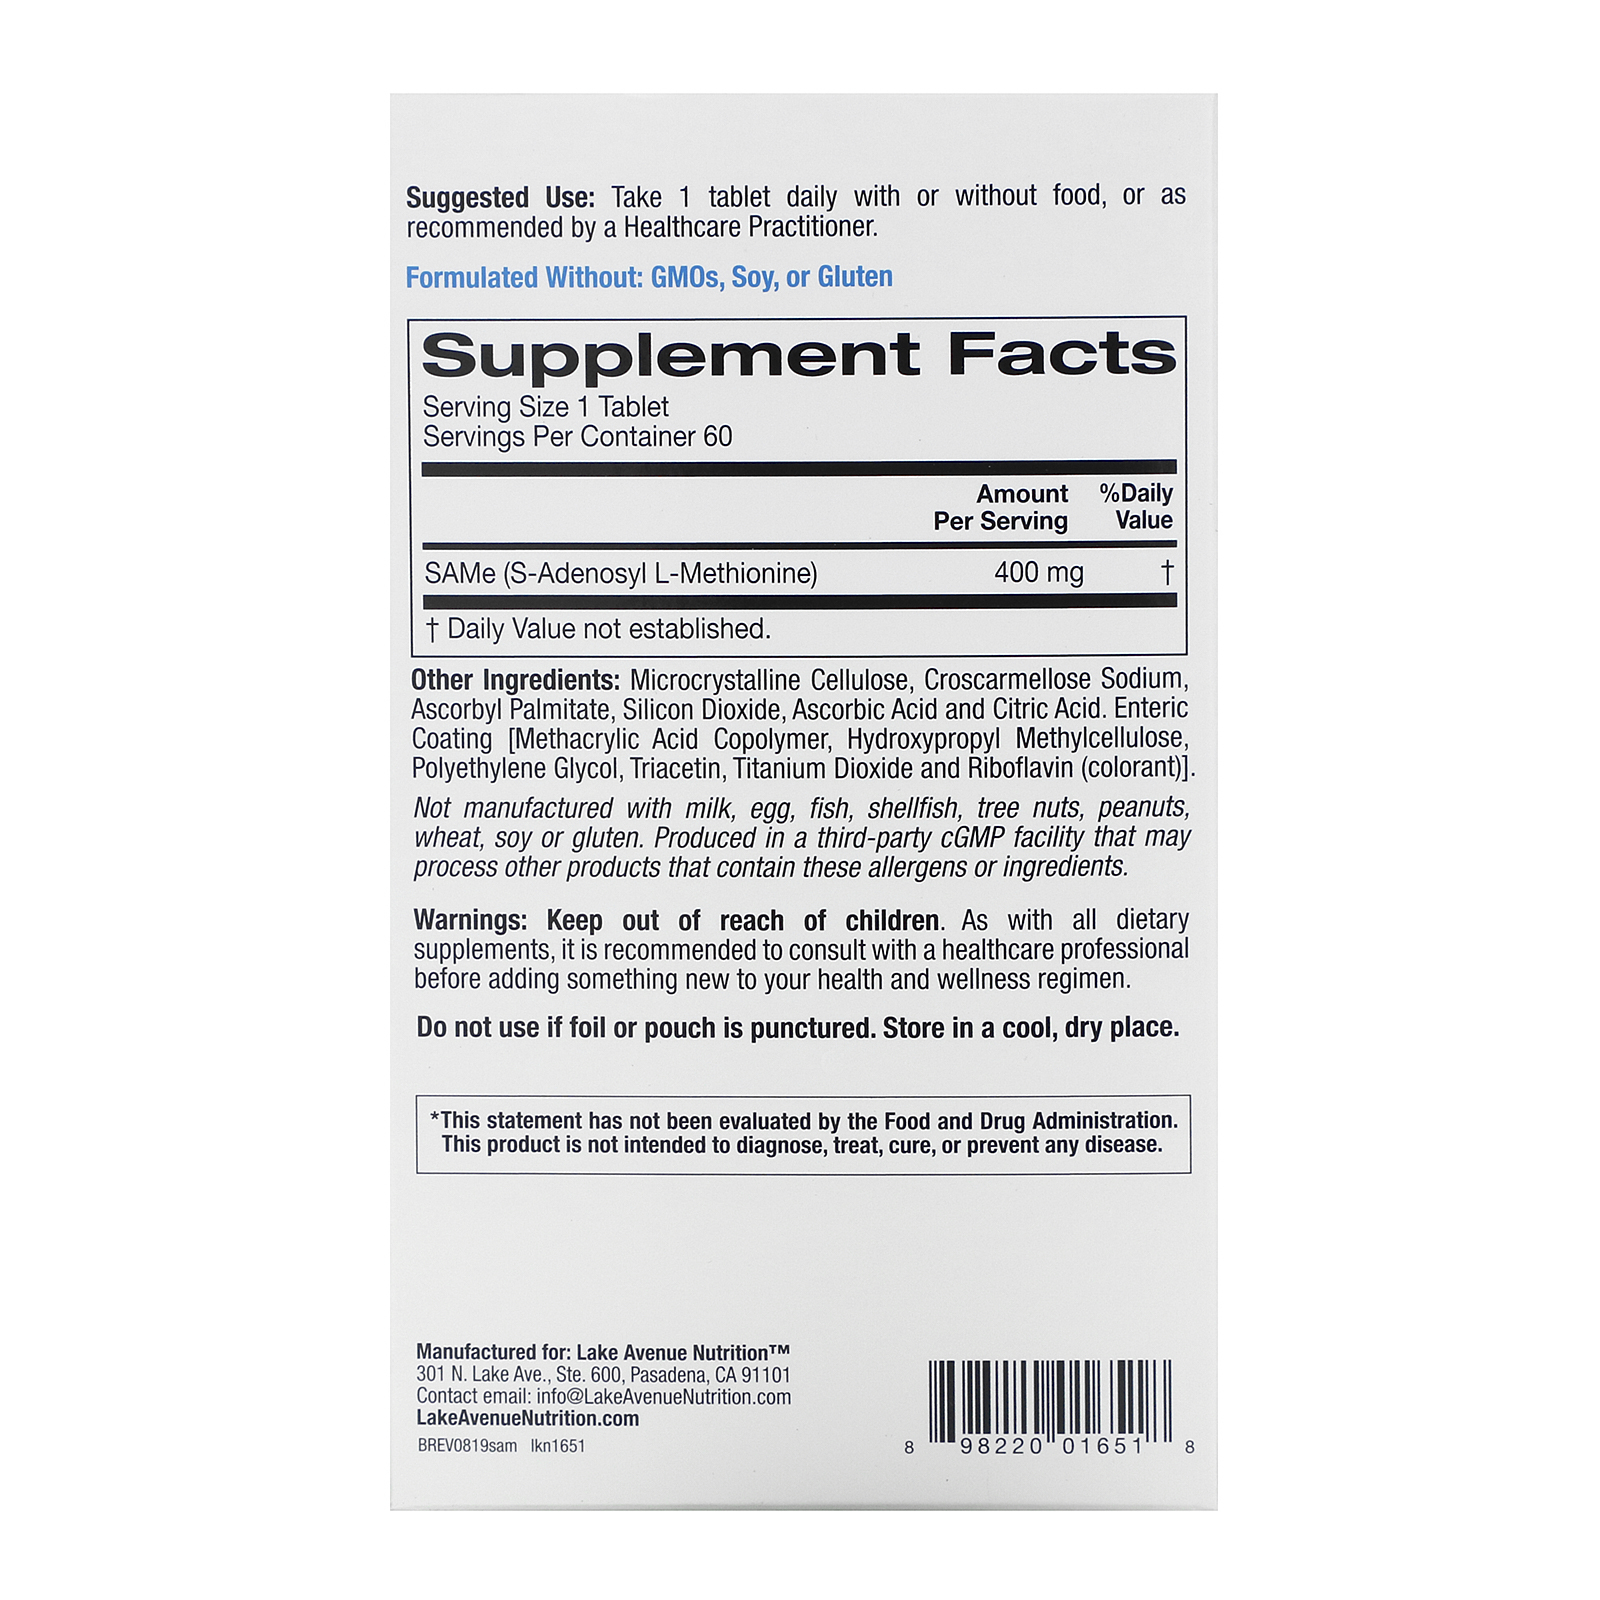 Suggested Use: Take 1 tablet daily with or without food, or as
recommended by a Healthcare Practitioner.
Formulated Without: GMOs, Soy, or Gluten
Supplement Facts
Serving Size 1 Tablet
Servings Per Container 60
Amount Per Serving %Daily Value
SAMe (S-Adenosyl L-Methionine) 400 mg †
† Daily Value not established.
Other Ingredients: Microcrystalline Cellulose, Croscarmellose Sodium,
Ascorbyl Palmitate, Silicon Dioxide, Ascorbic Acid and Citric Acid. Enteric
Coating [Methacrylic Acid Copolymer, Hydroxypropyl Methylcellulose,
Polyethylene Glycol, Triacetin, Titanium Dioxide and Riboflavin (colorant)].
Not manufactured with milk, egg, fish, shellfish, tree nuts, peanuts,
wheat, soy or gluten. Produced in a third-party cGMP facility that may
process other products that contain these allergens or ingredients.
Warnings: Keep out of reach of children. As with all dietary
supplements, it is recommended to consult with a healthcare professional
before adding something new to your health and wellness regimen.
Do not use if foil or pouch is punctured. Store in a cool, dry place.
*This statement has not been evaluated by the Food and Drug Administration.
This product is not intended to diagnose, treat, cure, or prevent any disease.
Manufactured for: Lake Avenue Nutrition™
301 N. Lake Ave., Ste. 600, Pasadena, CA 91101
Contact email: info@LakeAvenueNutrition.com
LakeAvenueNutrition.com
BREV0819sam lkn1651
8 98220 01651 8